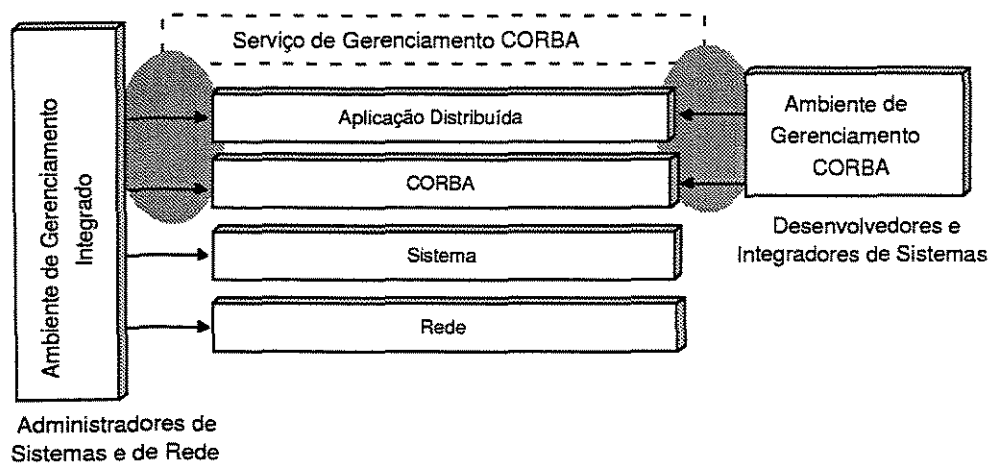 Serviço de Gerenciamento CORBA
Ambiente de Gerenciamento
Integrado
Aplicação Distribuída
CORBA
Sistema
Rede
Ambiente de
Gerenciamento
CORBA
Desenvolvedores e
Integradores de Sistemas
Administradores de
Sistemas e de Rede